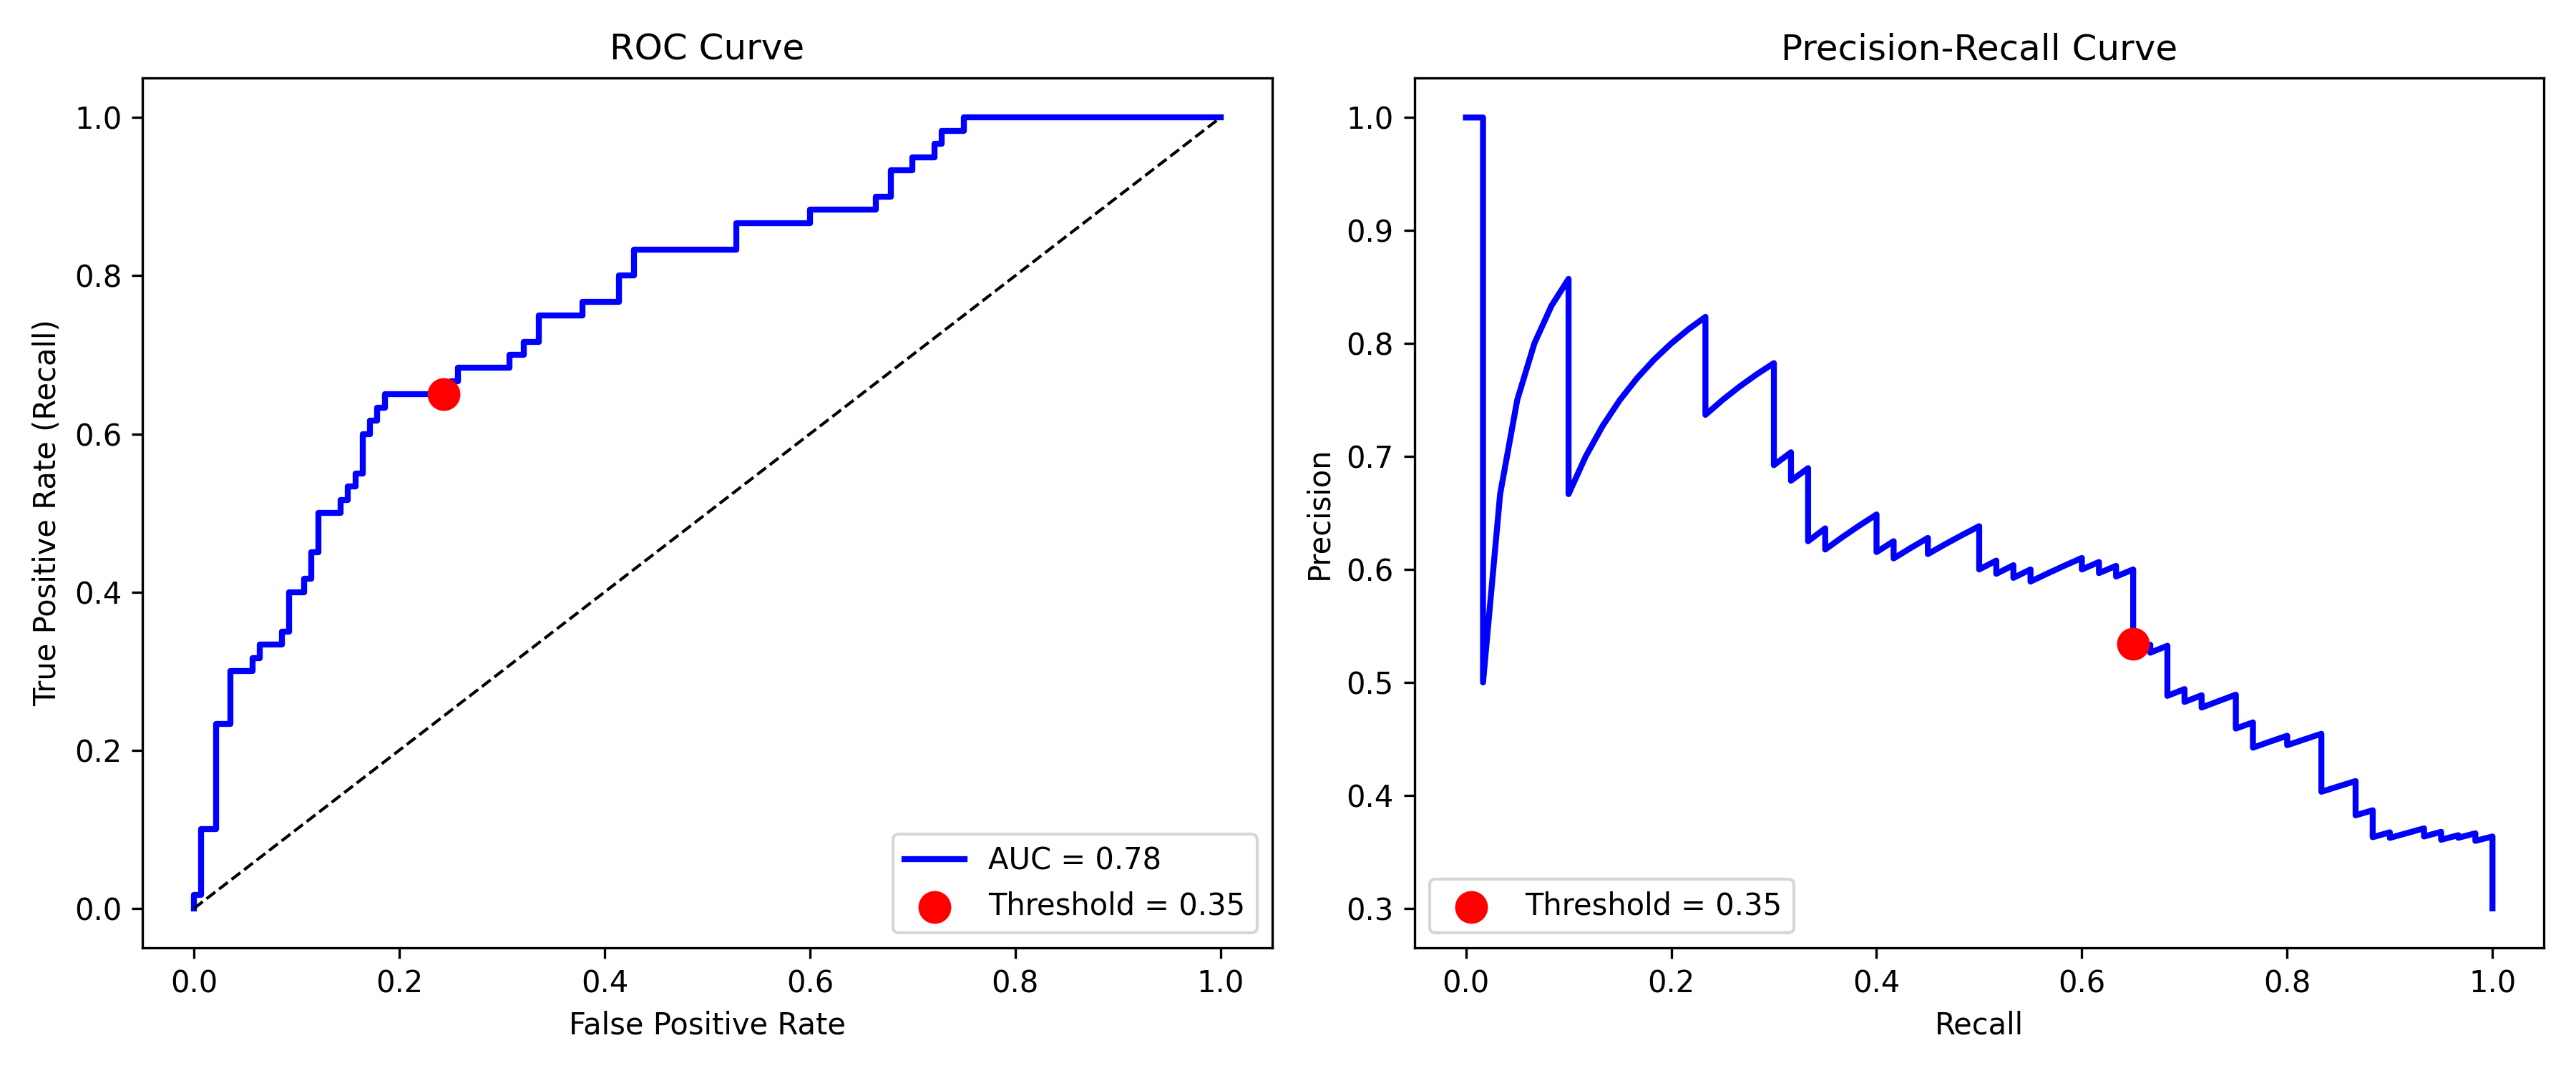 ROC Curve
True Positive Rate (Recall)
1.0
0.8
0.6
0.4
0.2
0.0
0.0 0.2 0.4 0.6 0.8 1.0
False Positive Rate
AUC = 0.78
Threshold = 0.35
Precision-Recall Curve
Precision
1.0
0.9
0.8
0.7
0.6
0.5
0.4
0.3
0.0 0.2 0.4 0.6 0.8 1.0
Recall
Threshold = 0.35